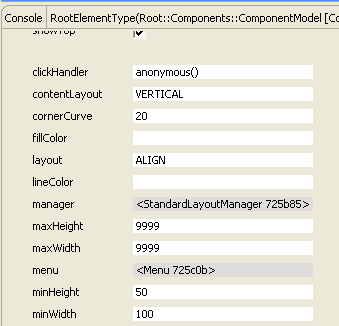 Console RootElementType(Root::Components::ComponentModel [Co
showTop
clickHandler anonymous()
contentLayout VERTICAL
cornerCurve 20
fillColor
layout ALIGN
lineColor
manager <StandardLayoutManager 725b85>
maxHeight 9999
maxWidth 9999
menu <Menu 725c0b>
minHeight 50
minWidth 100